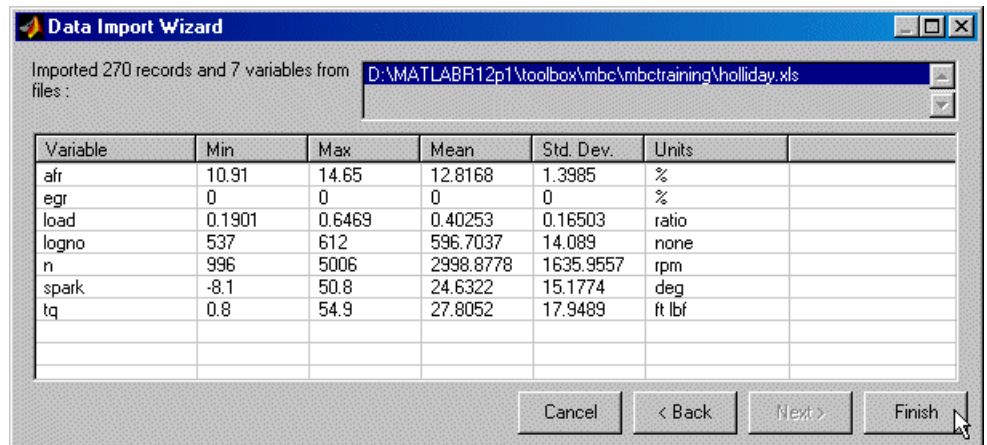 Data Import Wizard
Imported 270 records and 7 variables from
files :
D:\MATLABR12p1\toolbox\mbc\mbctraining\holliday.xls
Variable Min Max Mean Std. Dev. Units
afr 10.91 14.65 12.8168 1.3985 %
egr 0 0 0 0 %
load 0.1901 0.6469 0.40253 0.16503 ratio
logno 537 612 596.7037 14.089 none
n 996 5006 2998.8778 1635.9557 rpm
spark -8.1 50.8 24.6322 15.1774 deg
tq 0.8 54.9 27.8052 17.9489 ft lbf
Cancel < Back Next > Finish